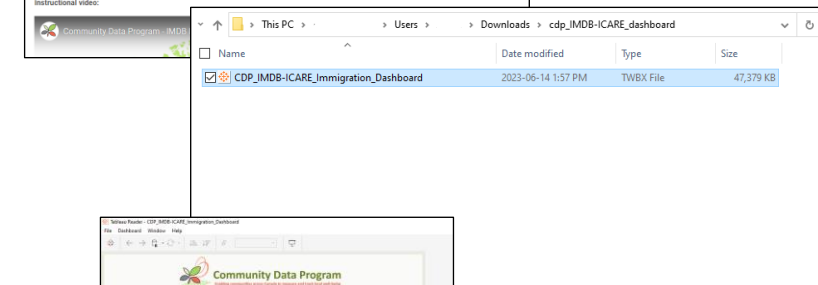 Instructional video:
Community Data Program - IMDB
This PC > Users > Downloads > cdp_IMDB-ICARE_dashboard
Name Date modified Type Size
CDP_IMDB-ICARE_Immigration_Dashboard 2023-06-14 1:57 PM TWBX File 47,379 KB
Tableau Reader - CDP_IMDB-ICARE_Immigration_Dashboard
File Dashboard Window Help
Community Data Program